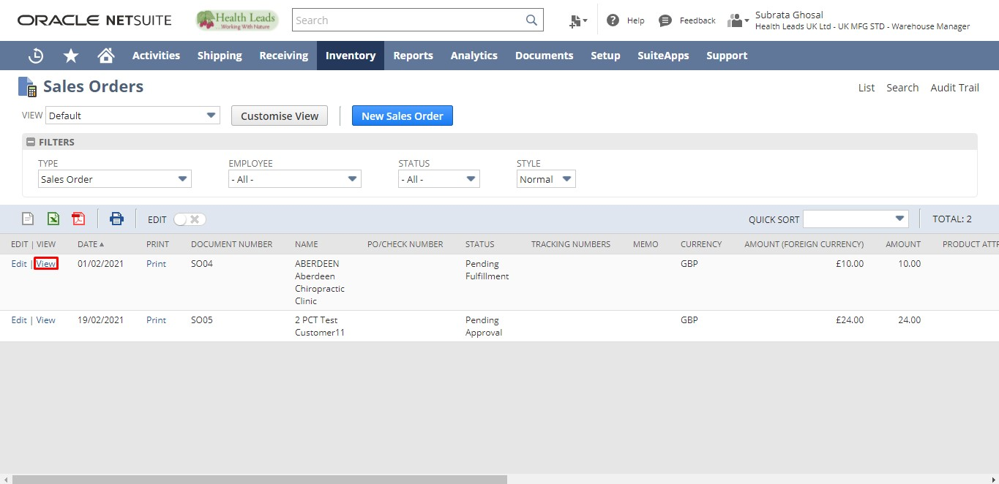 ORACLE NETSUITE
Health Leads
...Working With Nature
Search
Help
Feedback
Subrata Ghosal
Health Leads UK Ltd - UK MFG STD - Warehouse Manager
Activities Shipping Receiving Inventory Reports Analytics Documents Setup SuiteApps Support
Sales Orders
List Search Audit Trail
VIEW Default Customise View New Sales Order
FILTERS
TYPE EMPLOYEE STATUS STYLE
Sales Order - All - - All - Normal
EDIT QUICK SORT TOTAL: 2
EDIT | VIEW DATE PRINT DOCUMENT NUMBER NAME PO/CHECK NUMBER STATUS TRACKING NUMBERS MEMO CURRENCY AMOUNT (FOREIGN CURRENCY) AMOUNT PRODUCT ATTR
Edit | View 01/02/2021 Print SO04 ABERDEEN Pending GBP £10.00 10.00
Aberdeen Fulfillment
Chiropractic
Clinic
Edit | View 19/02/2021 Print SO05 2 PCT Test Pending GBP £24.00 24.00
Customer11 Approval